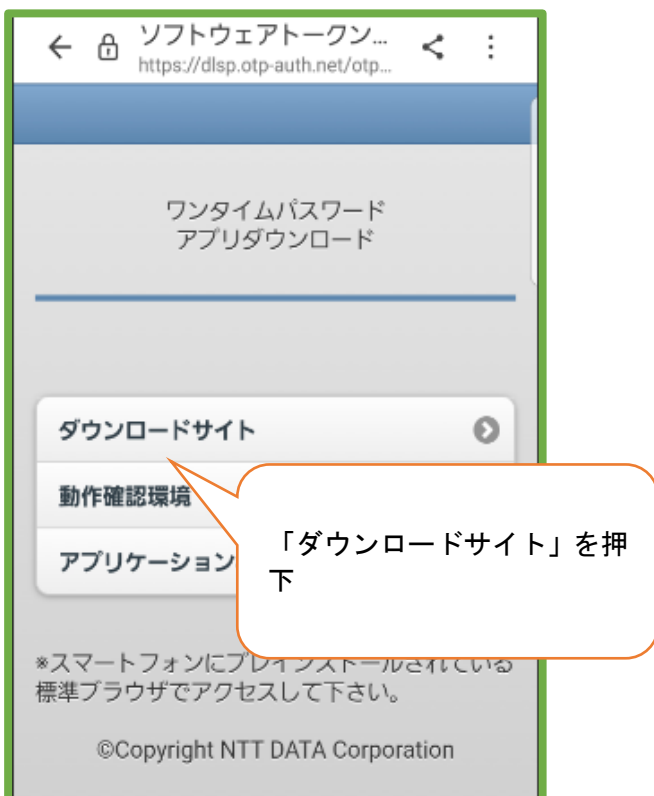 ソフトウェアトークン...
https://dlsp.otp-auth.net/otp...
ワンタイムパスワード
アプリダウンロード
ダウンロードサイト
動作確認環境
アプリケーション
「ダウンロードサイト」を押
下
※スマートフォンにプレインストールされている
標準ブラウザでアクセスして下さい。
©Copyright NTT DATA Corporation